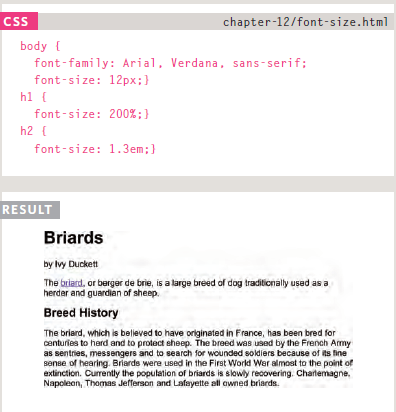 CSS
chapter-12/font-size.html
body {
font-family: Arial, Verdana, sans-serif;
font-size: 12px;}
h1 {
font-size: 200%;}
h2 {
font-size: 1.3em;}
RESULT
Briards
by Ivy Duckett
The briard, or berger de brie, is a large breed of dog traditionally used as a
herder and guardian of sheep.
Breed History
The briard, which is believed to have originated in France, has been bred for
centuries to herd and to protect sheep. The breed was used by the French Army
as sentries, messengers and to search for wounded soldiers because of its fine
sense of hearing. Briards were used in the First World War almost to the point of
extinction. Currently the population of briards is slowly recovering. Charlemagne,
Napoleon, Thomas Jefferson and Lafayette all owned briards.